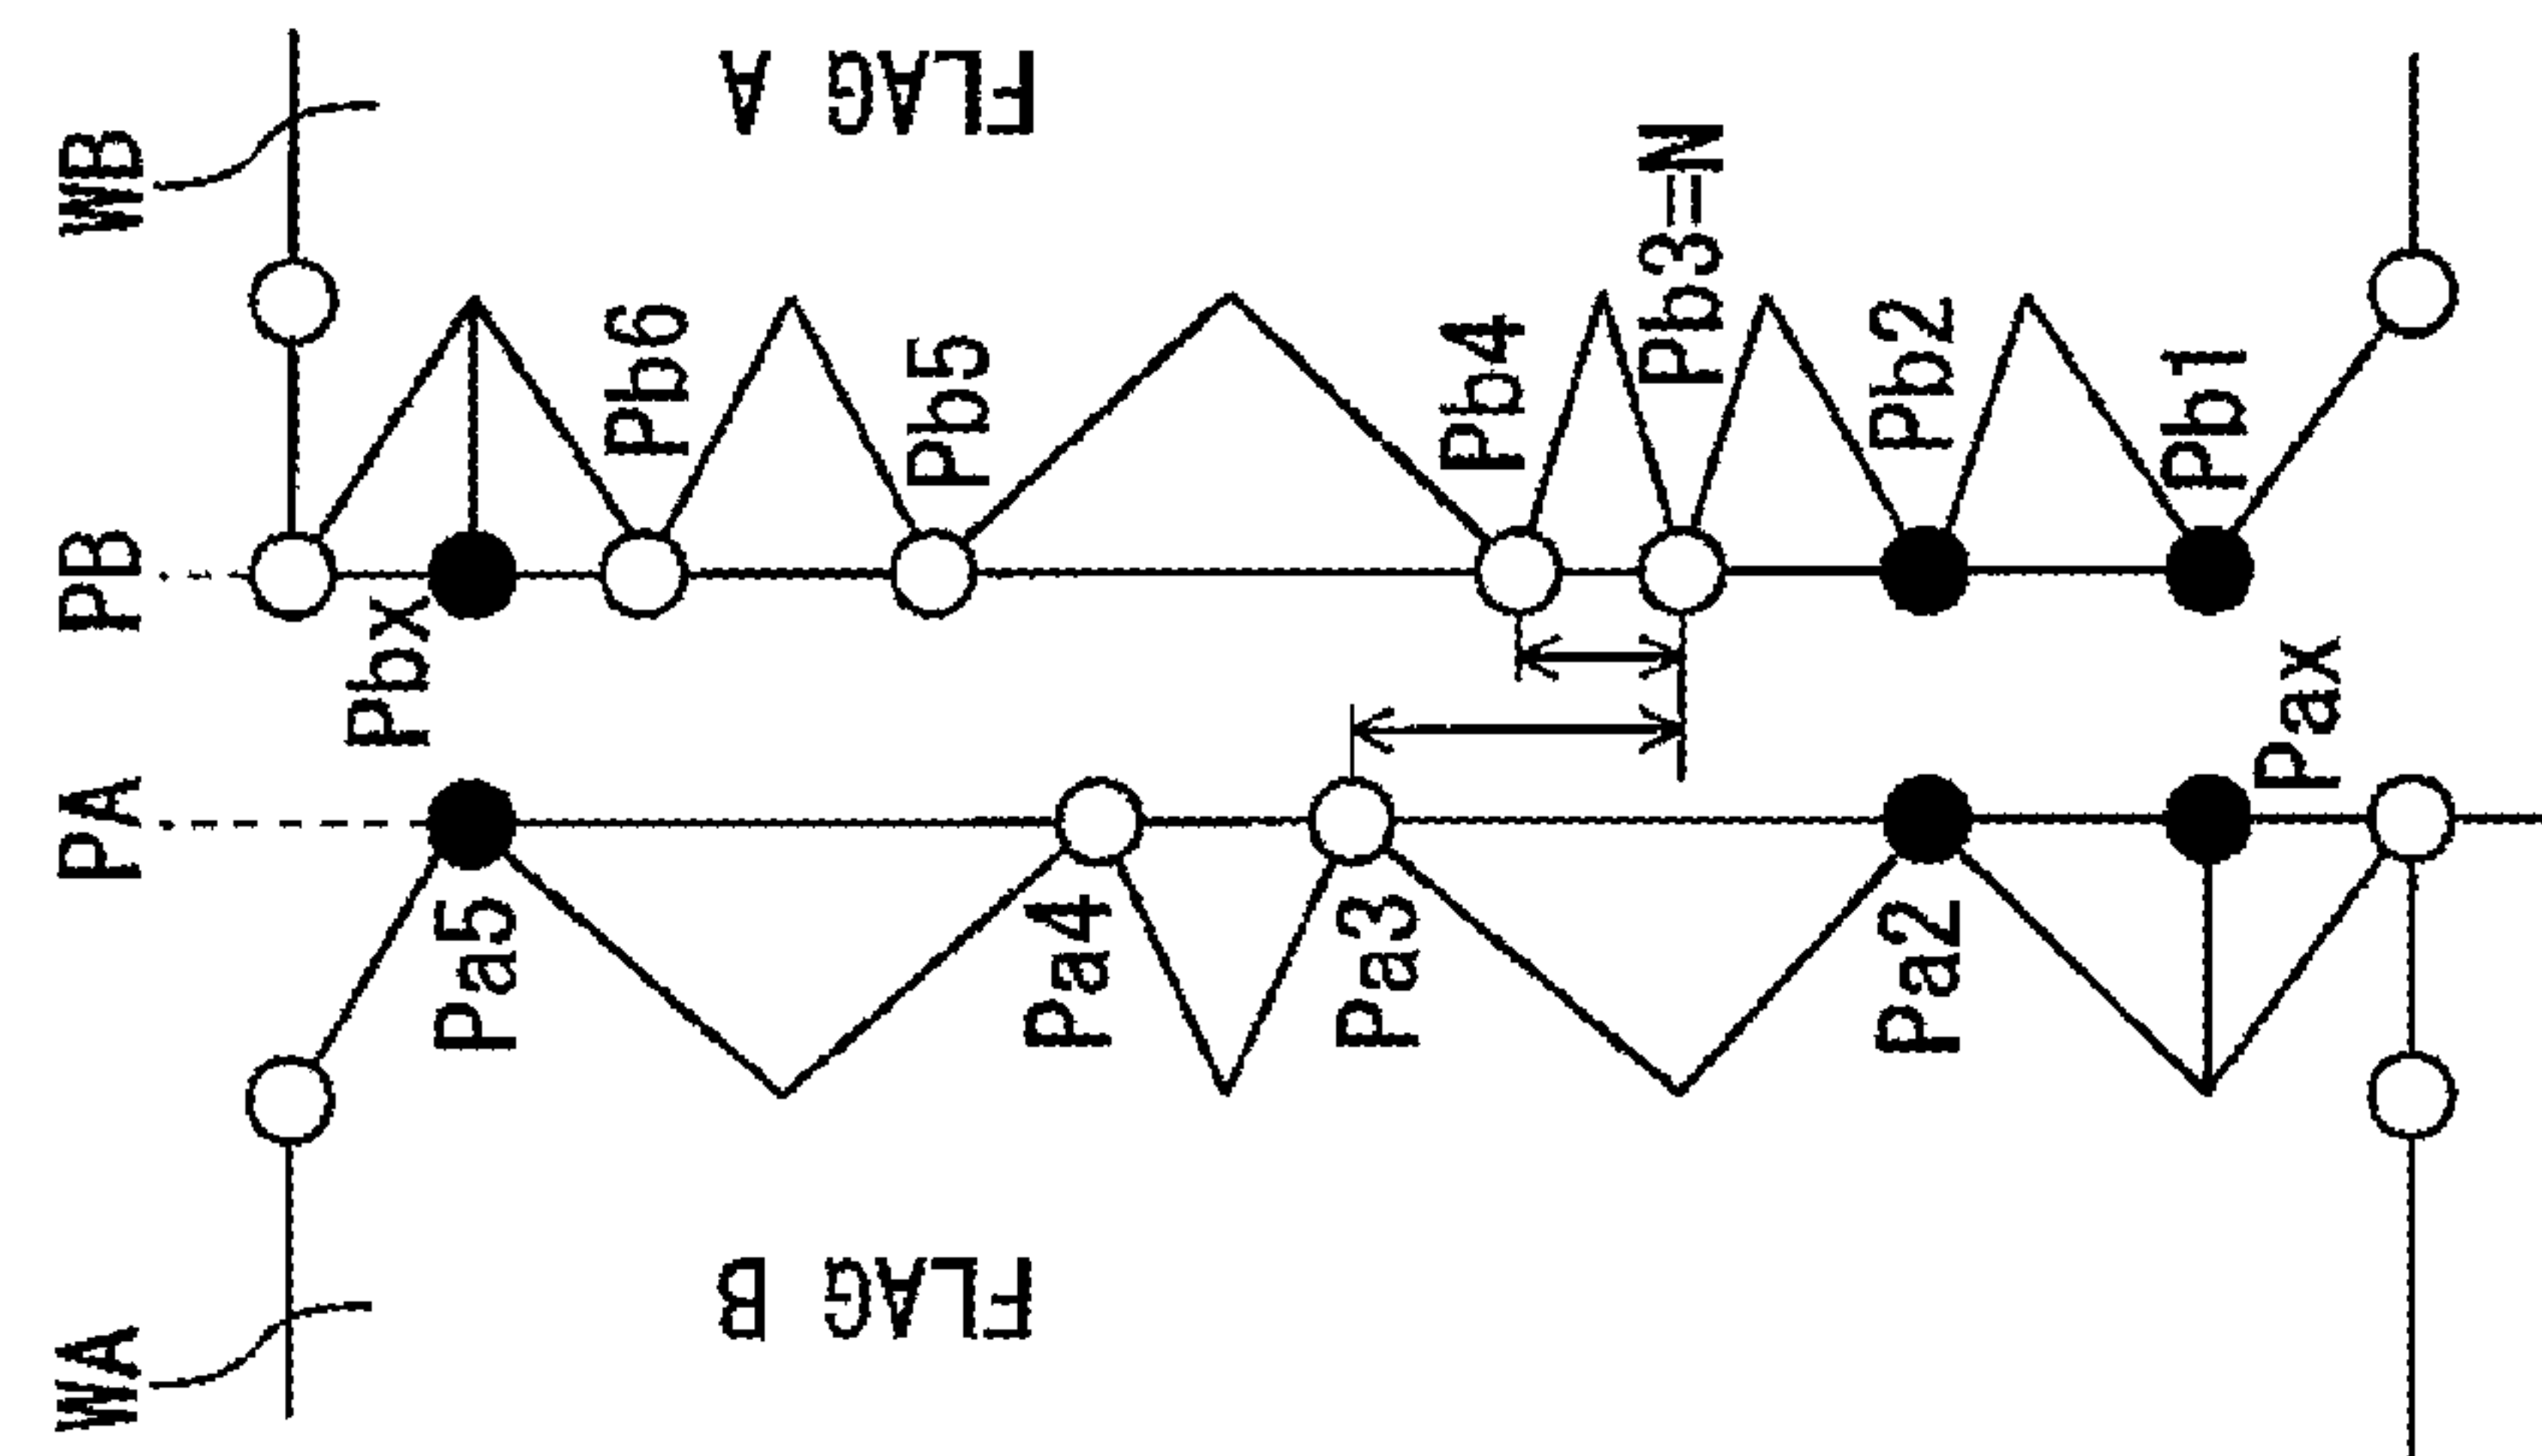 WB
FLAG A
PB
Pbx
Pb6
Pb5
Pb4
Pb3=N
Pb2
Pb1
PA
Pa5
Pa4
Pa3
Pa2
Pax
WA
FLAG B